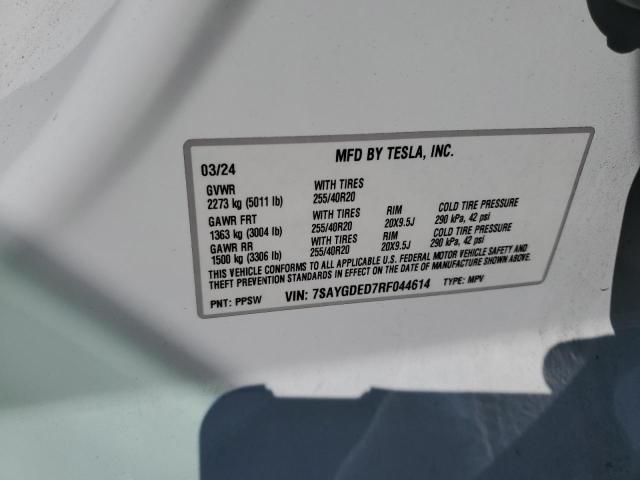 MFD BY TESLA, INC.
03/24
GVWR WITH TIRES
2273 kg (5011 lb) 255/40R20
GAWR FRT WITH TIRES RIM COLD TIRE PRESSURE
1363 kg (3004 lb) 255/40R20 20X9.5J 290 kPa, 42 psi
GAWR RR WITH TIRES RIM COLD TIRE PRESSURE
1500 kg (3306 lb) 255/40R20 20X9.5J 290 kPa, 42 psi
THIS VEHICLE CONFORMS TO ALL APPLICABLE U.S. FEDERAL MOTOR VEHICLE SAFETY AND
THEFT PREVENTION STANDARDS IN EFFECT ON THE DATE OF MANUFACTURE SHOWN ABOVE.
PNT: PPSW VIN: 7SAYGDED7RF044614 TYPE: MPV